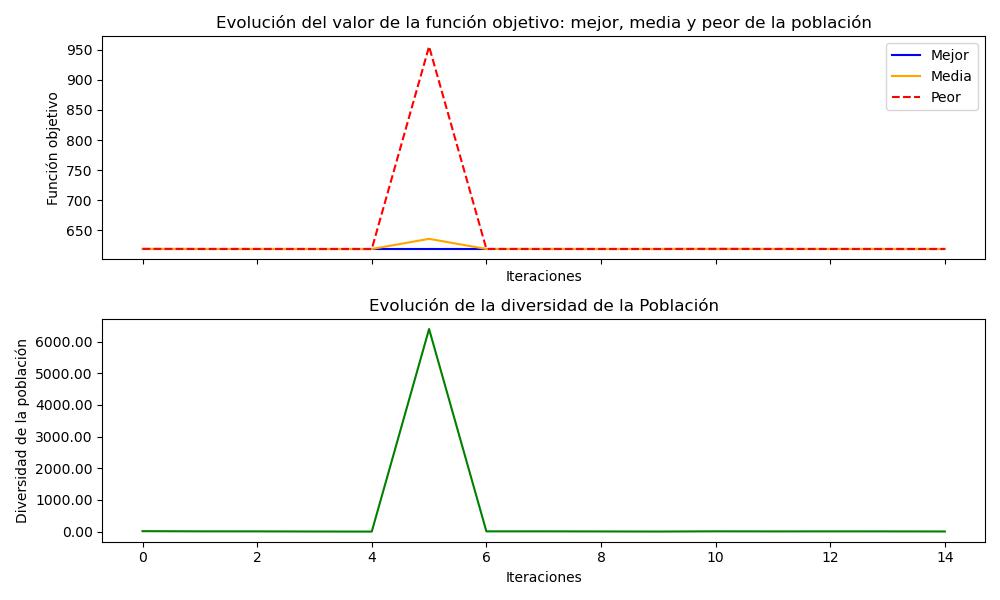 Evolución del valor de la función objetivo: mejor, media y peor de la población
Función objetivo
950
900
850
800
750
700
650
Mejor
Media
Peor
Iteraciones
Evolución de la diversidad de la Población
Diversidad de la población
6000.00
5000.00
4000.00
3000.00
2000.00
1000.00
0.00
0 2 4 6 8 10 12 14
Iteraciones